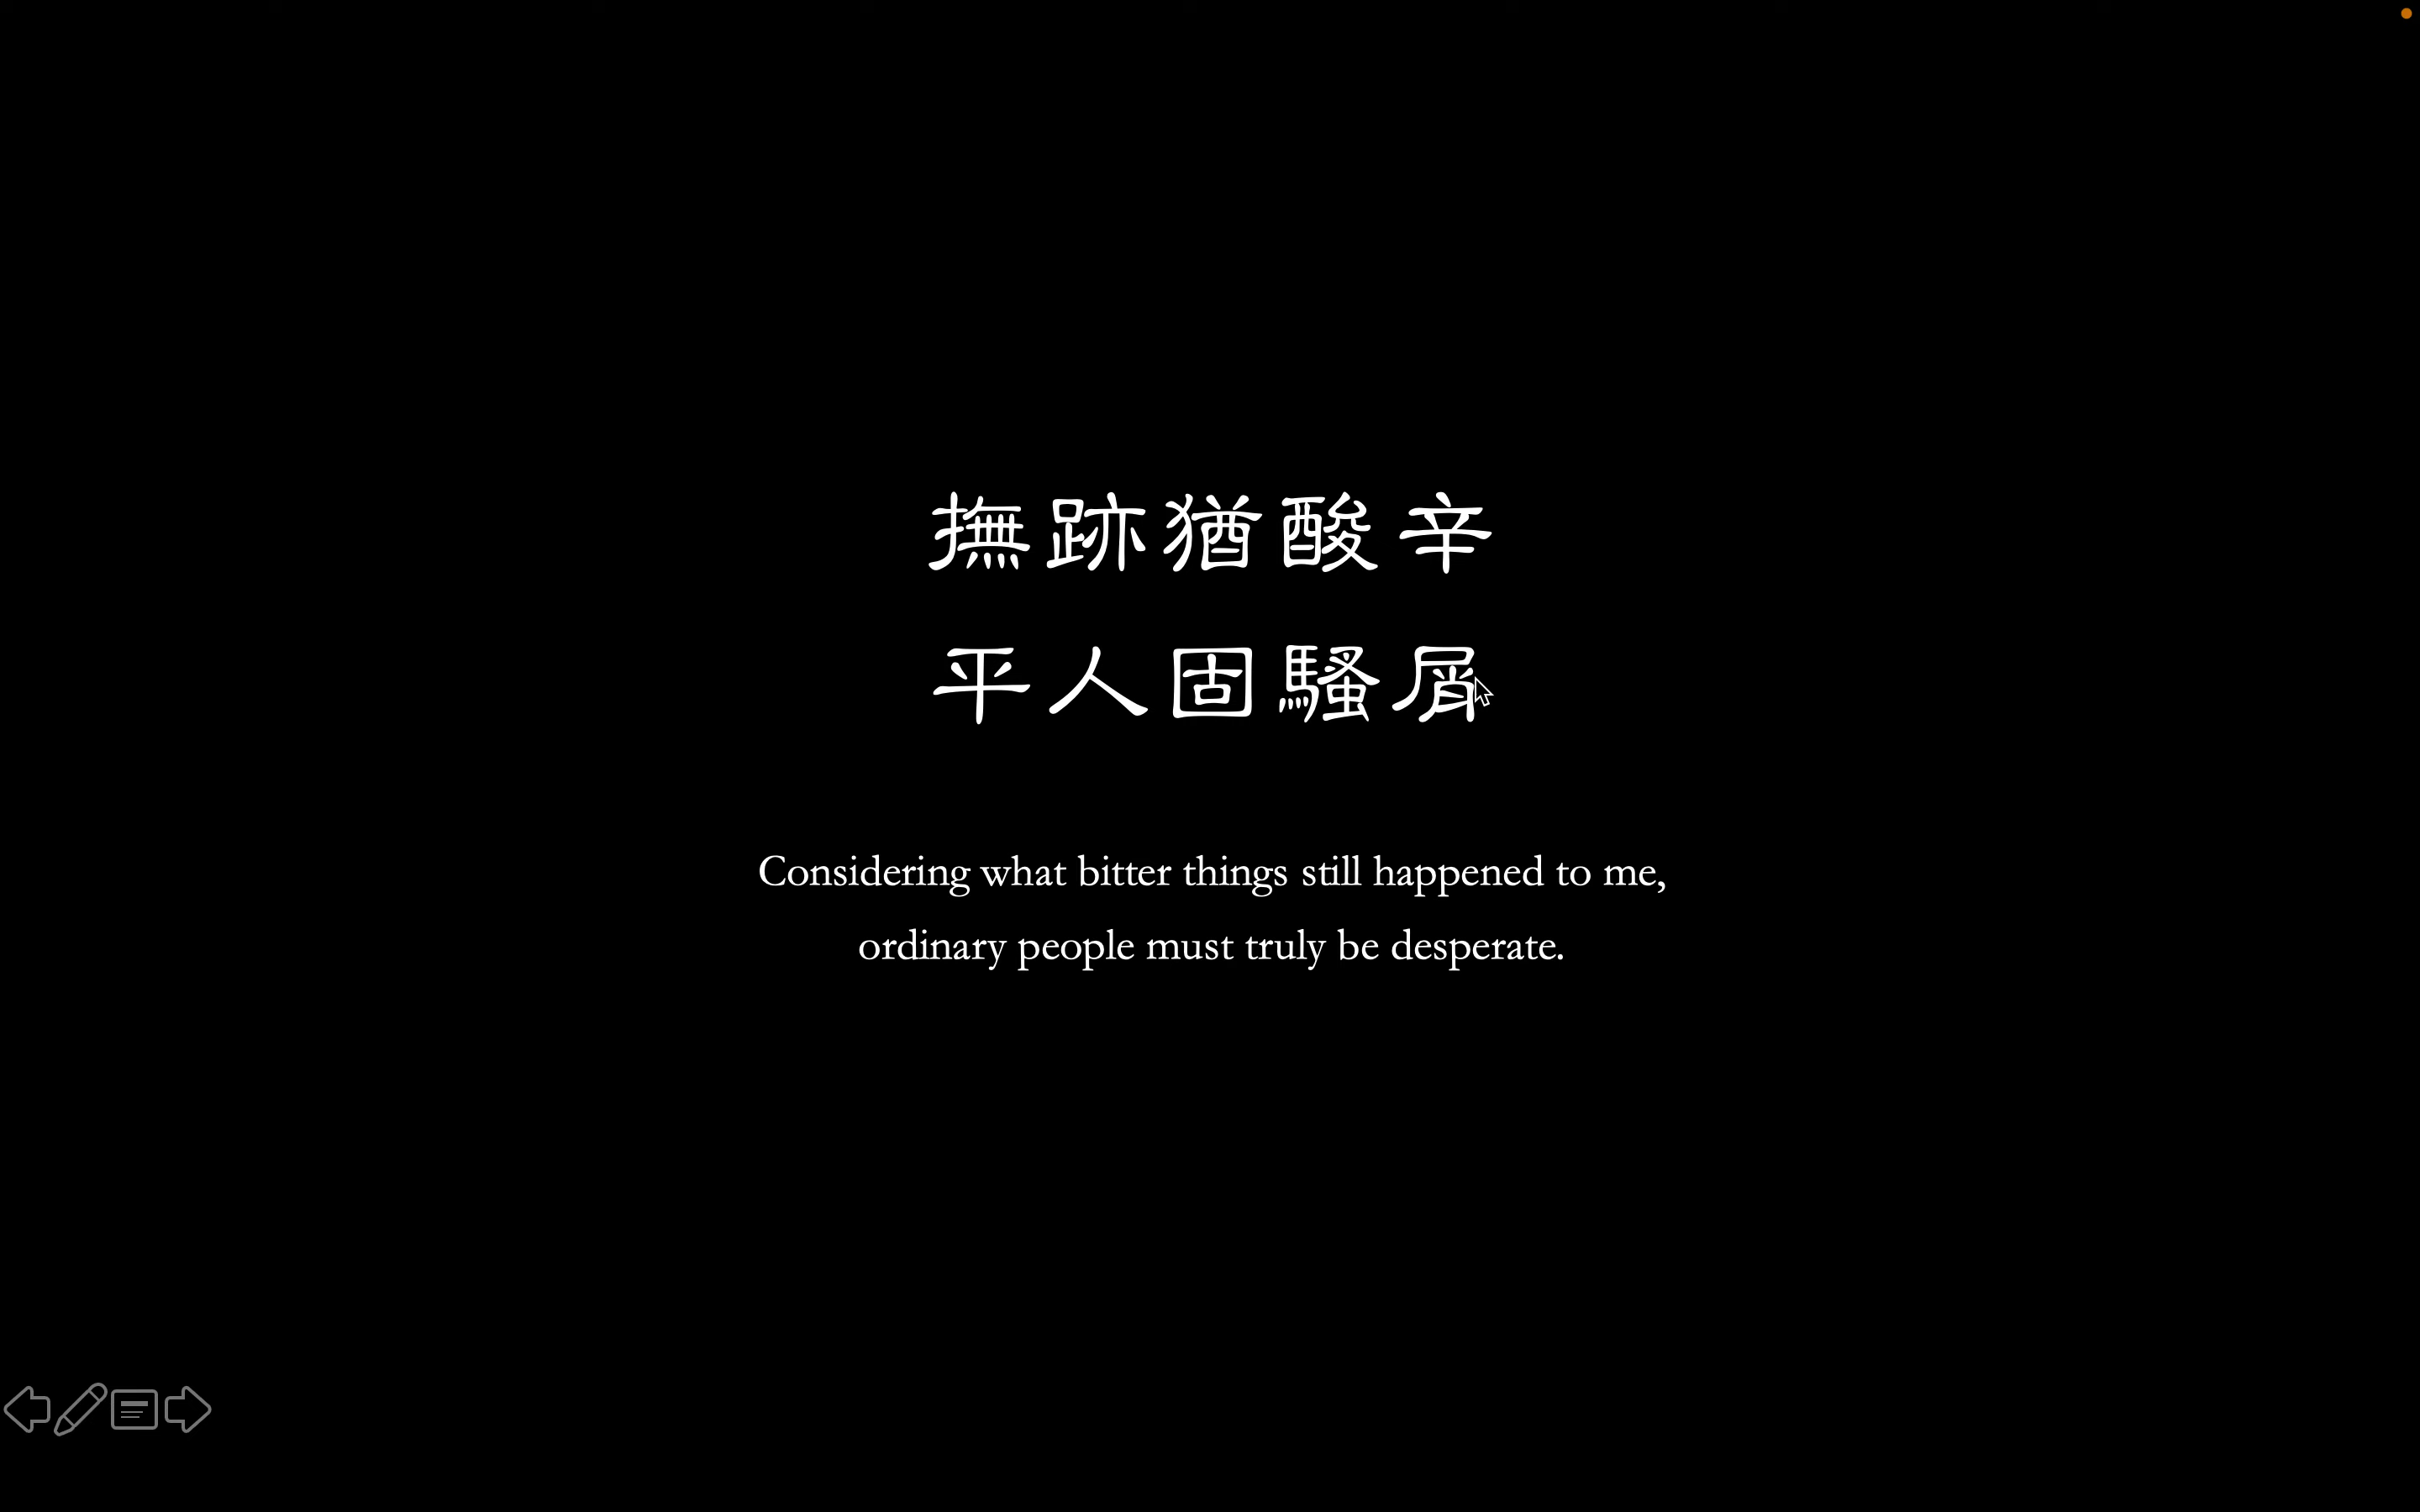 撫跡猶酸辛
平人固騷屑
Considering what bitter things still happened to me,
ordinary people must truly be desperate.